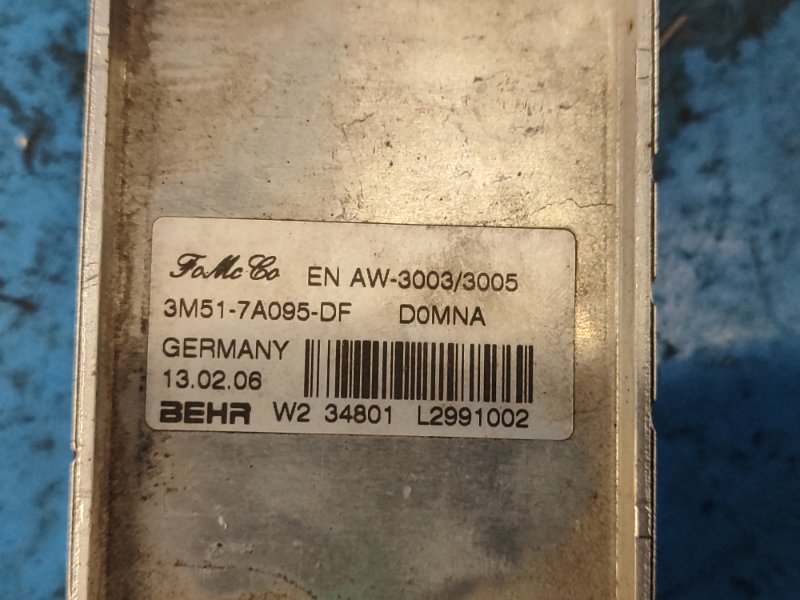 FoMoCo EN AW-3003/3005
3M51-7A095-DF D0MNA
GERMANY
13.02.06
BEHR W2 34801 L2991002